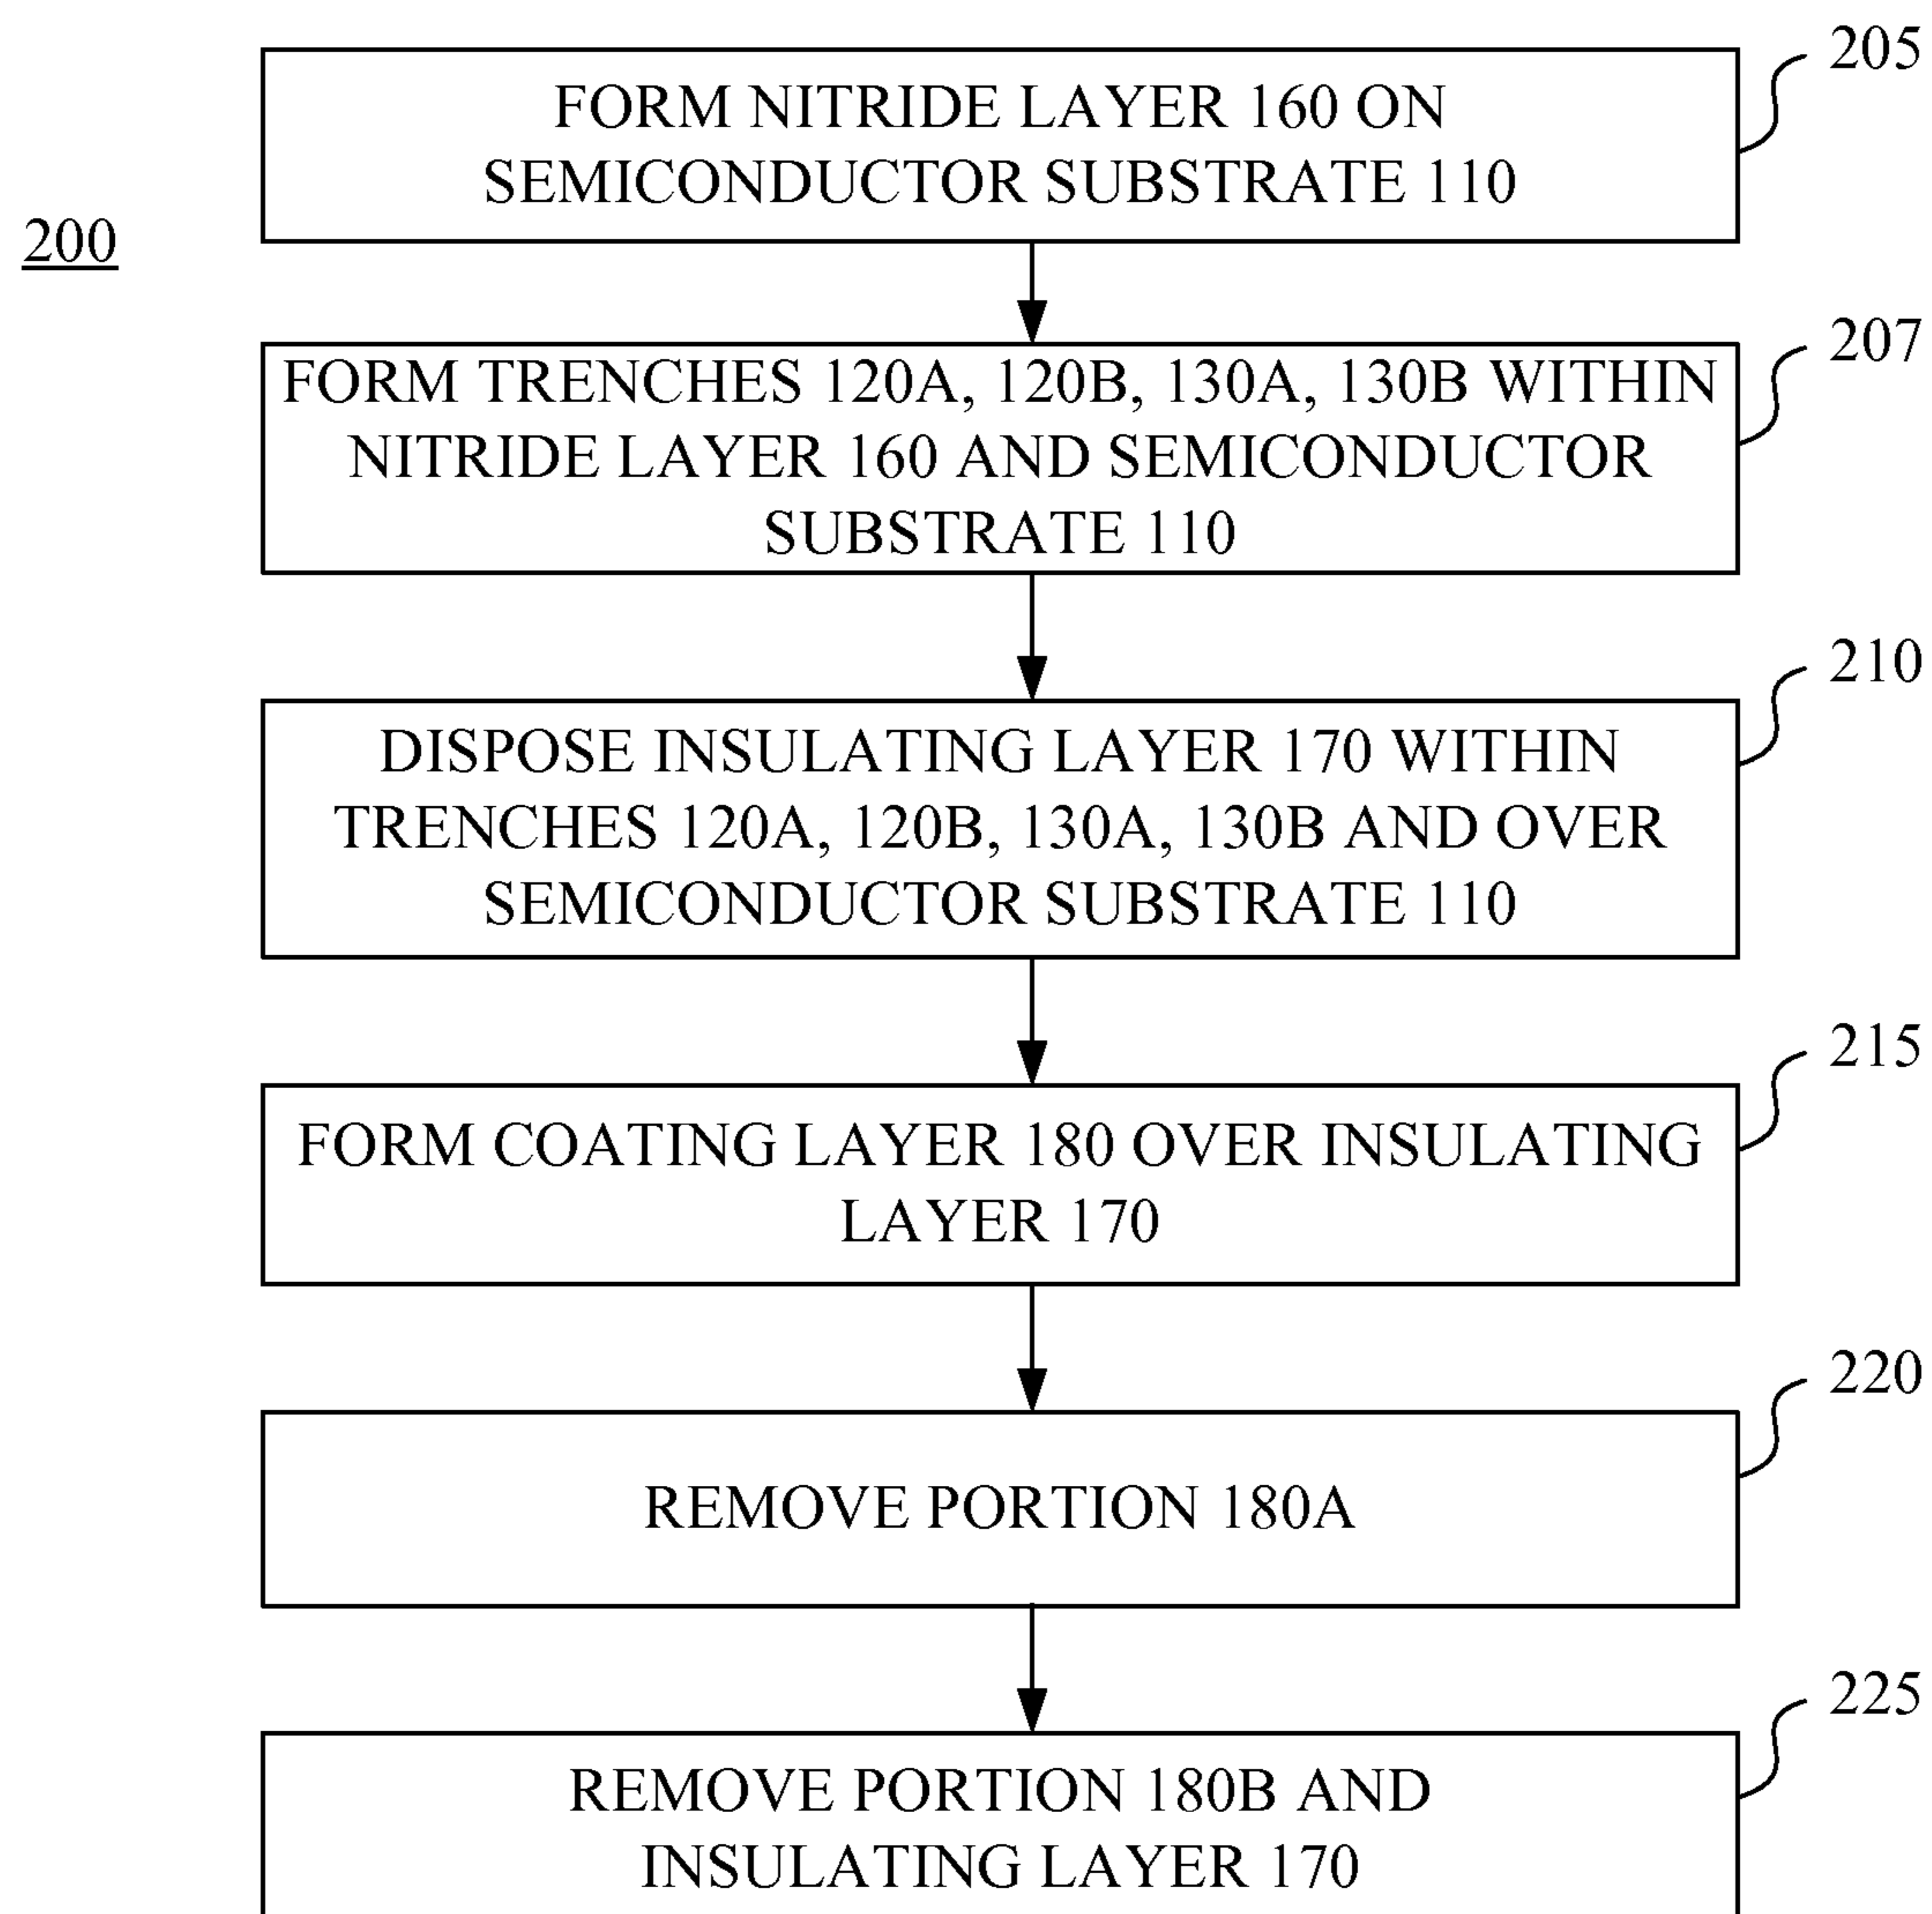 205
FORM NITRIDE LAYER 160 ON
SEMICONDUCTOR SUBSTRATE 110
200
207
FORM TRENCHES 120A, 120B, 130A, 130B WITHIN
NITRIDE LAYER 160 AND SEMICONDUCTOR
SUBSTRATE 110
210
DISPOSE INSULATING LAYER 170 WITHIN
TRENCHES 120A, 120B, 130A, 130B AND OVER
SEMICONDUCTOR SUBSTRATE 110
215
FORM COATING LAYER 180 OVER INSULATING
LAYER 170
220
REMOVE PORTION 180A
225
REMOVE PORTION 180B AND
INSULATING LAYER 170